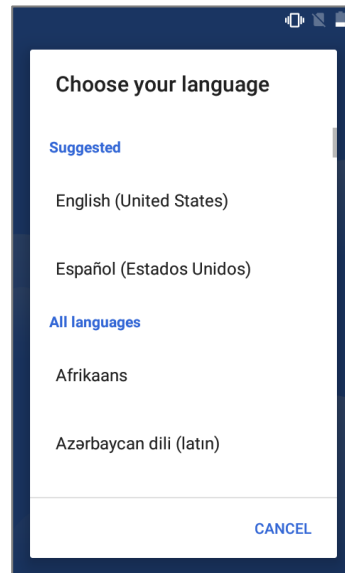 Choose your language
Suggested
English (United States)
Español (Estados Unidos)
All languages
Afrikaans
Azərbaycan dili (latın)
CANCEL